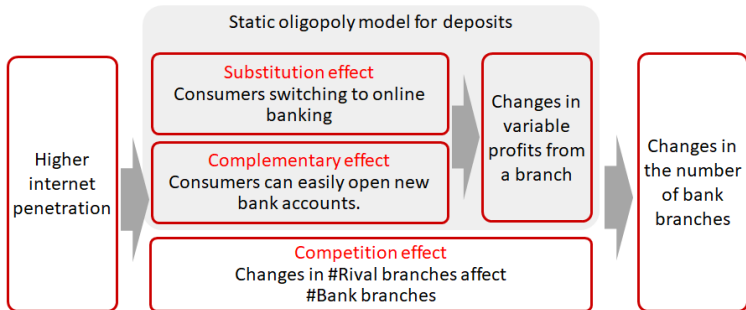 Static oligopoly model for deposits
Higher
internet
penetration
Substitution effect
Consumers switching to online
banking
Complementary effect
Consumers can easily open new
bank accounts.
Changes in
variable
profits from
a branch
Competition effect
Changes in #Rival branches affect
#Bank branches
Changes in
the number
of bank
branches